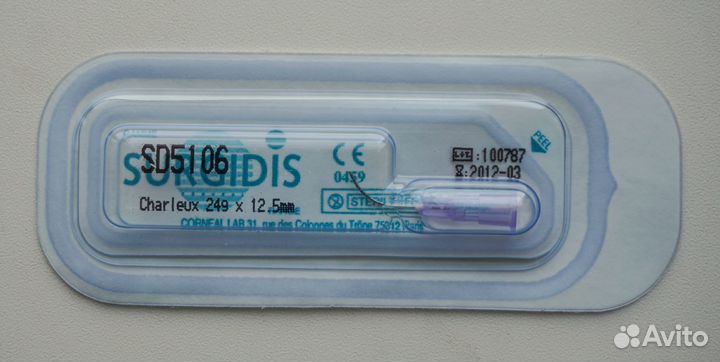 SD5106
SURGIDIS
CE
0459
Charleux 249 x 12.5mm
STERILE
CORNEAL LAB 31, rue des Colonnes du Trône 75012 Paris
PEEL
LOT :100787
:2012-03
Avito